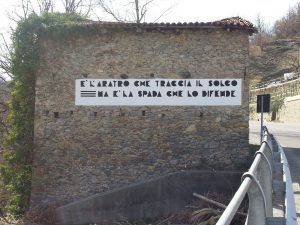 E' L'ARATRO CHE TRACCIA IL SOLCO
MA E' LA SPADA CHE LO DIFENDE